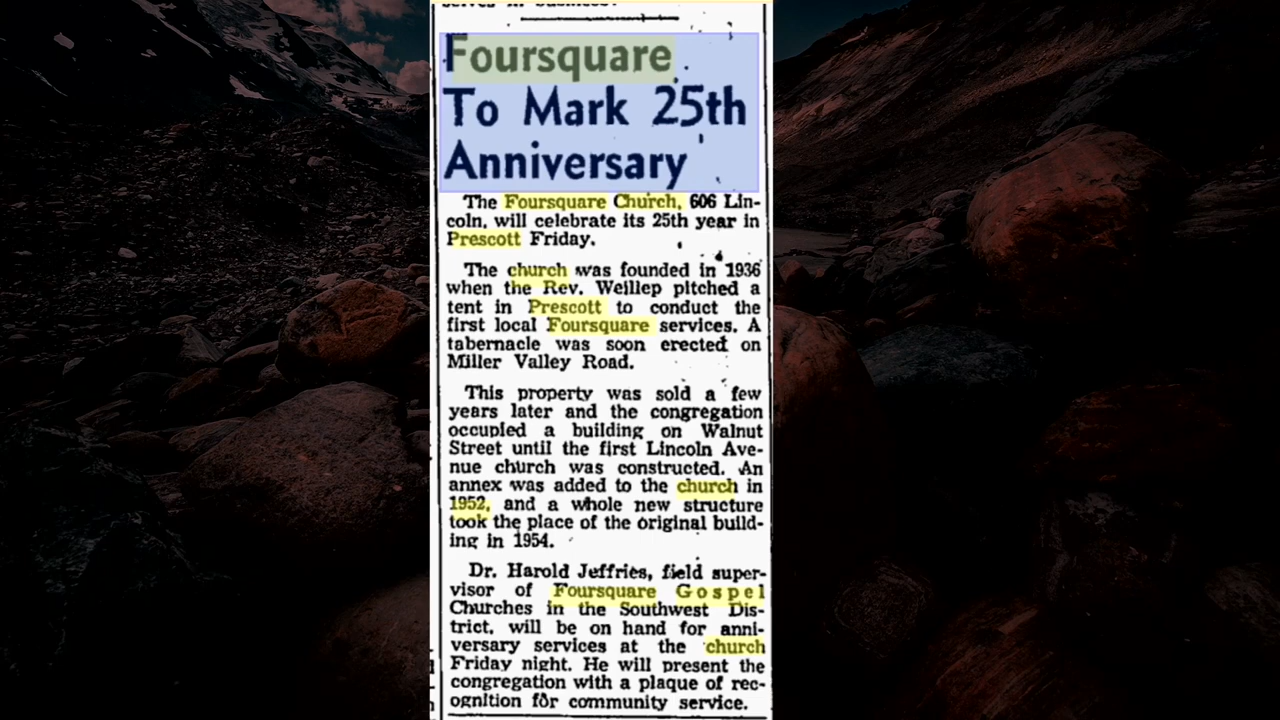 Foursquare
To Mark 25th
Anniversary
The Foursquare Church, 606 Lin-
coln, will celebrate its 25th year in
Prescott Friday.
The church was founded in 1936
when the Rev. Weillep pitched a
tent in Prescott to conduct the
first local Foursquare services. A
tabernacle was soon erected on
Miller Valley Road.
This property was sold a few
years later and the congregation
occupied a building on Walnut
Street until the first Lincoln Ave-
nue church was constructed. An
annex was added to the church in
1952, and a whole new structure
took the place of the original build-
ing in 1954.
Dr. Harold Jeffries, field super-
visor of Foursquare Gospel
Churches in the Southwest Dis-
trict, will be on hand for anni-
versary services at the church
Friday night. He will present the
congregation with a plaque of rec-
ognition for community service.